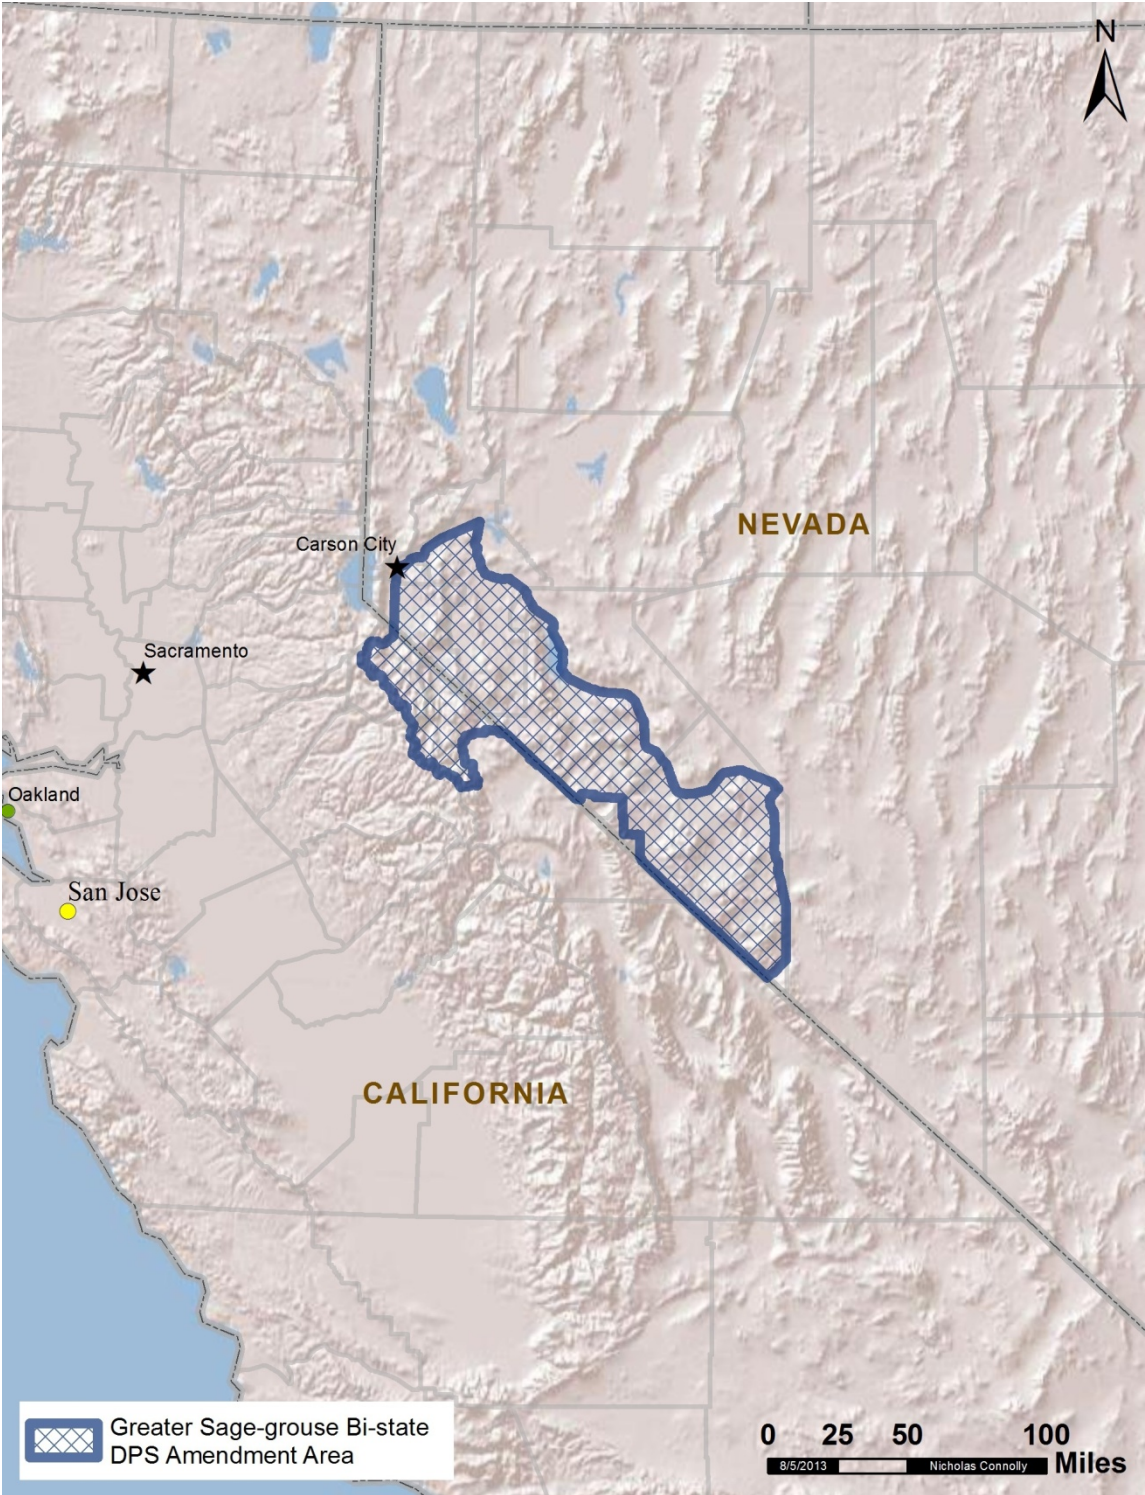 N
NEVADA
Carson City
Sacramento
Oakland
San Jose
CALIFORNIA
Greater Sage-grouse Bi-state
DPS Amendment Area
0 25 50 100
8/5/2013 Nicholas Connolly Miles